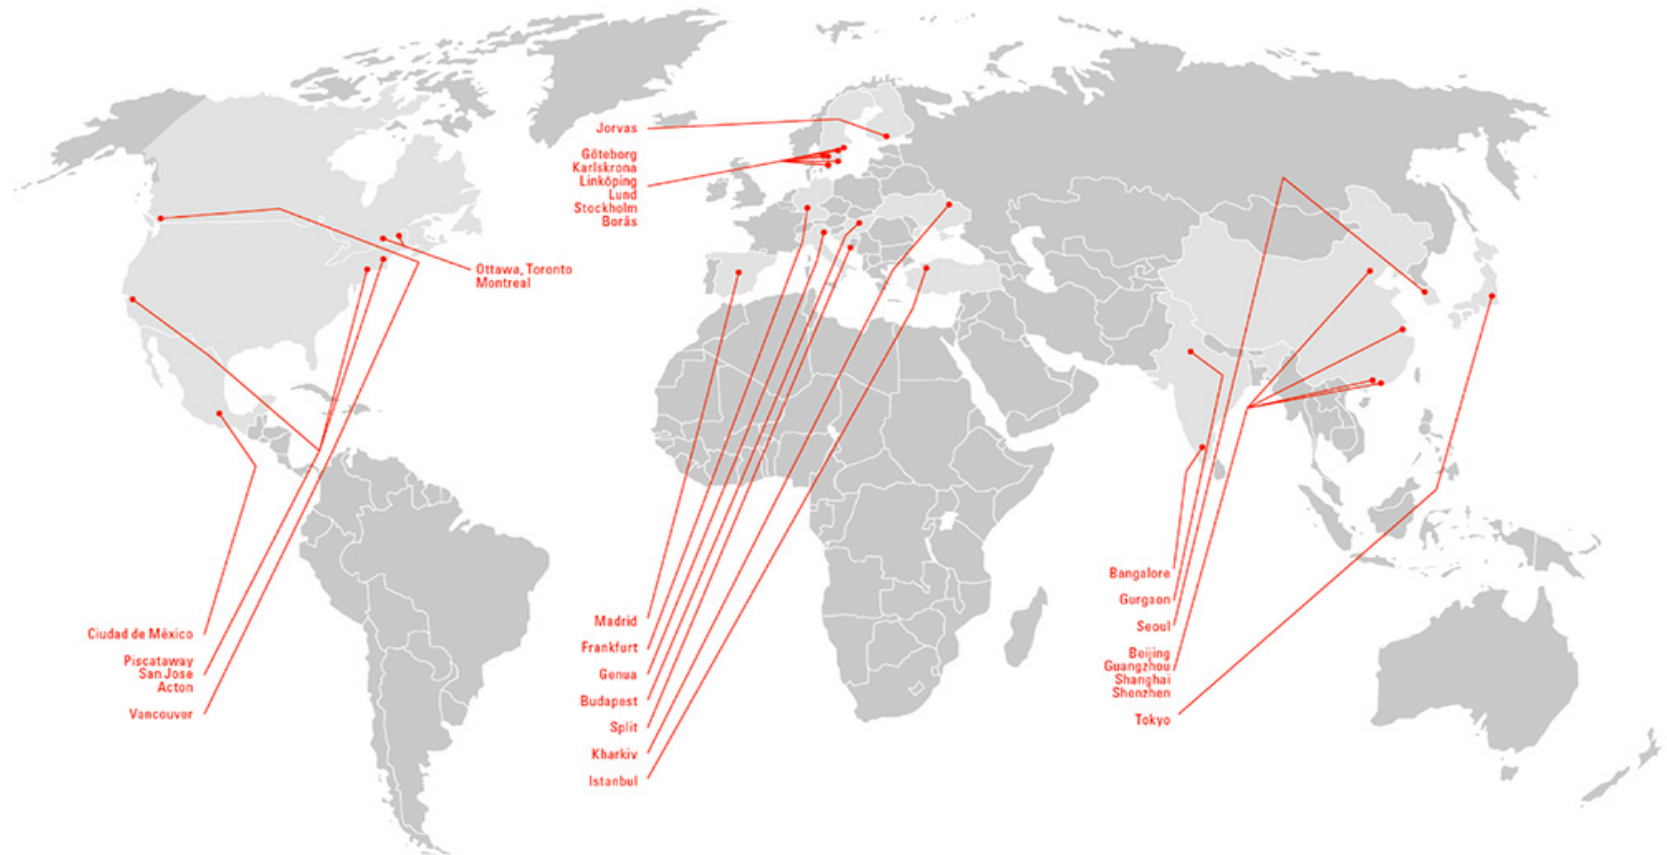 Jorvas
Göteborg
Karlskrona
Linköping
Lund
Stockholm
Borås
Ottawa, Toronto
Montreal
Ciudad de México
Piscataway
San Jose
Acton
Vancouver
Madrid
Frankfurt
Genua
Budapest
Split
Kharkiv
Istanbul
Bangalore
Gurgaon
Seoul
Beijing
Guangzhou
Shanghai
Shenzhen
Tokyo